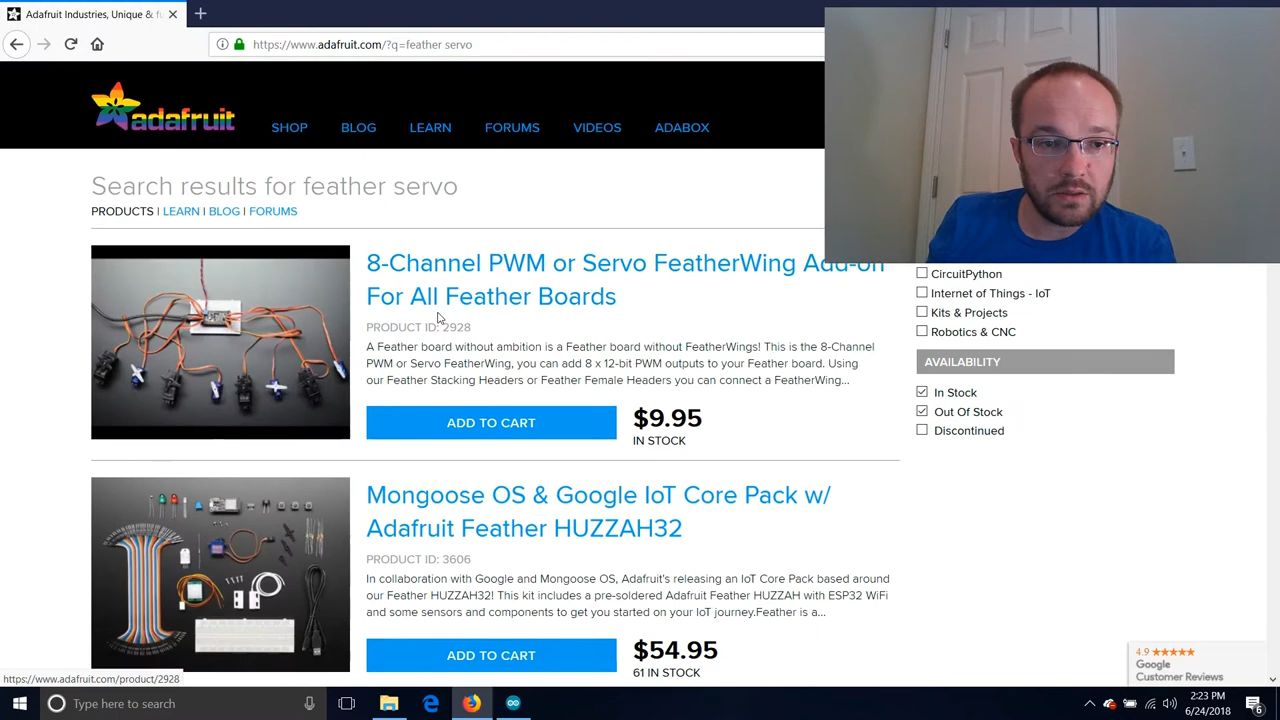 Adafruit Industries, Unique & fu
https://www.adafruit.com/?q=feather servo
adafruit
SHOP
BLOG
LEARN
FORUMS
VIDEOS
ADABOX
Search results for feather servo
PRODUCTS | LEARN | BLOG | FORUMS
8-Channel PWM or Servo FeatherWing Add-on
For All Feather Boards
PRODUCT ID: 2928
A Feather board without ambition is a Feather board without FeatherWings! This is the 8-Channel
PWM or Servo FeatherWing, you can add 8 x 12-bit PWM outputs to your Feather board. Using
our Feather Stacking Headers or Feather Female Headers you can connect a FeatherWing...
ADD TO CART
$9.95
IN STOCK
Mongoose OS & Google IoT Core Pack w/
Adafruit Feather HUZZAH32
PRODUCT ID: 3606
In collaboration with Google and Mongoose OS, Adafruit's releasing an IoT Core Pack based around
our Feather HUZZAH32! This kit includes a pre-soldered Adafruit Feather HUZZAH with ESP32 WiFi
and some sensors and components to get you started on your IoT journey.Feather is a...
ADD TO CART
$54.95
61 IN STOCK
CircuitPython
Internet of Things - IoT
Kits & Projects
Robotics & CNC
AVAILABILITY
In Stock
Out Of Stock
Discontinued
4.9
Google
Customer Reviews
https://www.adafruit.com/product/2928
Type here to search
2:23 PM
6/24/2018
6